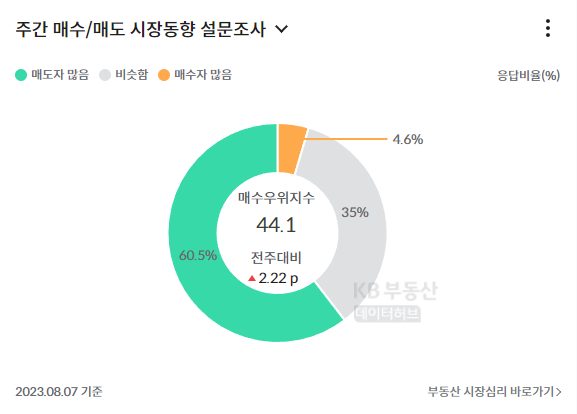 주간 매수/매도 시장동향 설문조사
매도자 많음 비슷함 매수자 많음 응답비율(%)
4.6%
매수우위지수
35%
44.1
전주대비
60.5%
▲2.22 p
KB 부동산
데이터허브
2023.08.07 기준 부동산 시장심리 바로가기>